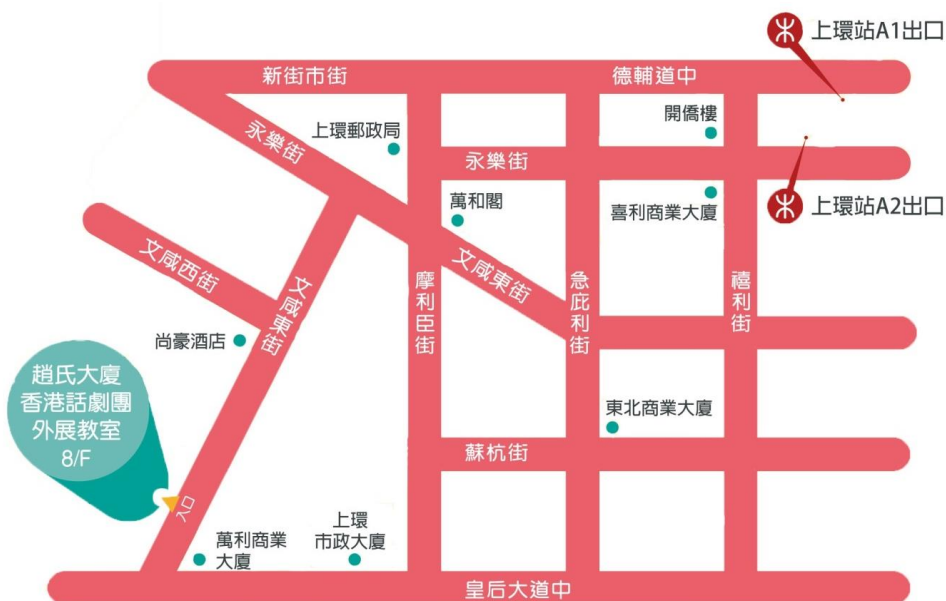 上環站A1出口
新街市街
德輔道中
上環郵政局
開僑樓
永樂街
永樂街
萬和閣
喜利商業大廈
上環站A2出口
文咸西街
文咸東街
摩利臣街
文咸東街
急庇利街
禧利街
尚豪酒店
趙氏大廈
香港話劇團
外展教室
8/F
東北商業大廈
蘇杭街
入口
萬利商業
大廈
上環
市政大廈
皇后大道中